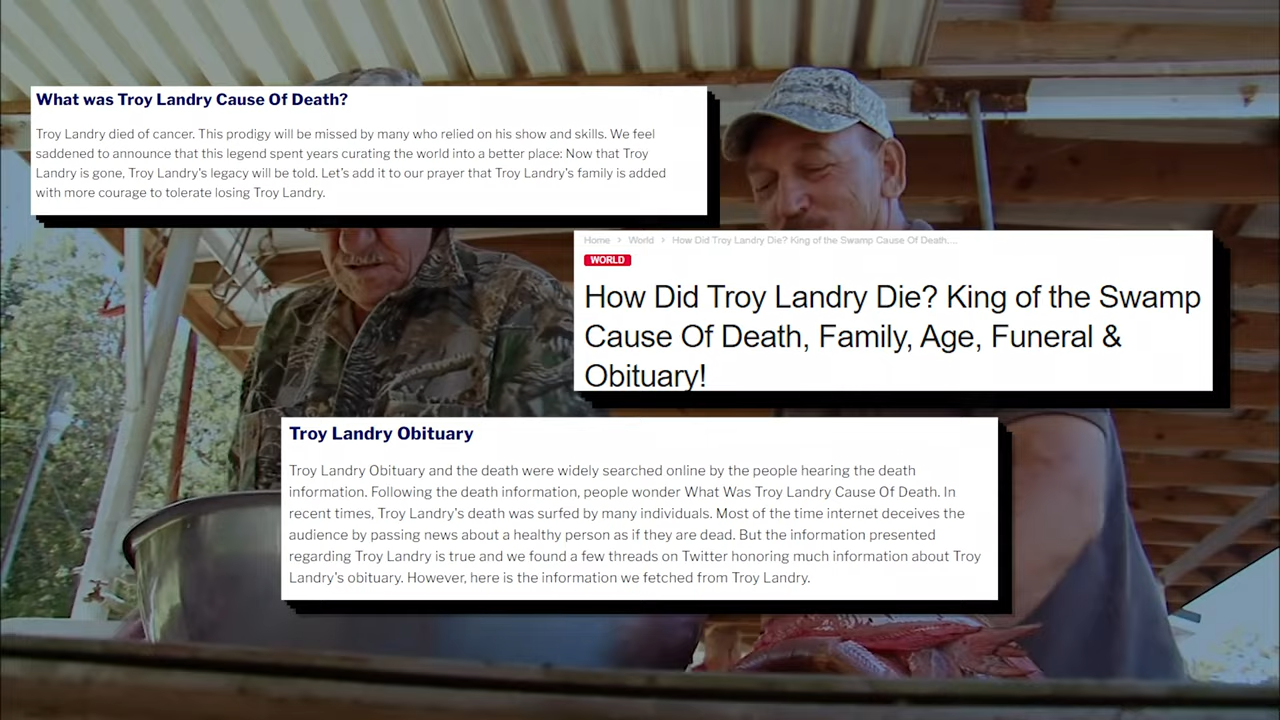 What was Troy Landry Cause Of Death?
Troy Landry died of cancer. This prodigy will be missed by many who relied on his show and skills. We feel
saddened to announce that this legend spent years curating the world into a better place: Now that Troy
Landry is gone, Troy Landry's legacy will be told. Let's add it to our prayer that Troy Landry's family is added
with more courage to tolerate losing Troy Landry.
Home > World > How Did Troy Landry Die? King of the Swamp Cause Of Death,...
WORLD
How Did Troy Landry Die? King of the Swamp
Cause Of Death, Family, Age, Funeral &
Obituary!
Troy Landry Obituary
Troy Landry Obituary and the death were widely searched online by the people hearing the death
information. Following the death information, people wonder What Was Troy Landry Cause Of Death. In
recent times, Troy Landry's death was surfed by many individuals. Most of the time internet deceives the
audience by passing news about a healthy person as if they are dead. But the information presented
regarding Troy Landry is true and we found a few threads on Twitter honoring much information about Troy
Landry's obituary. However, here is the information we fetched from Troy Landry.